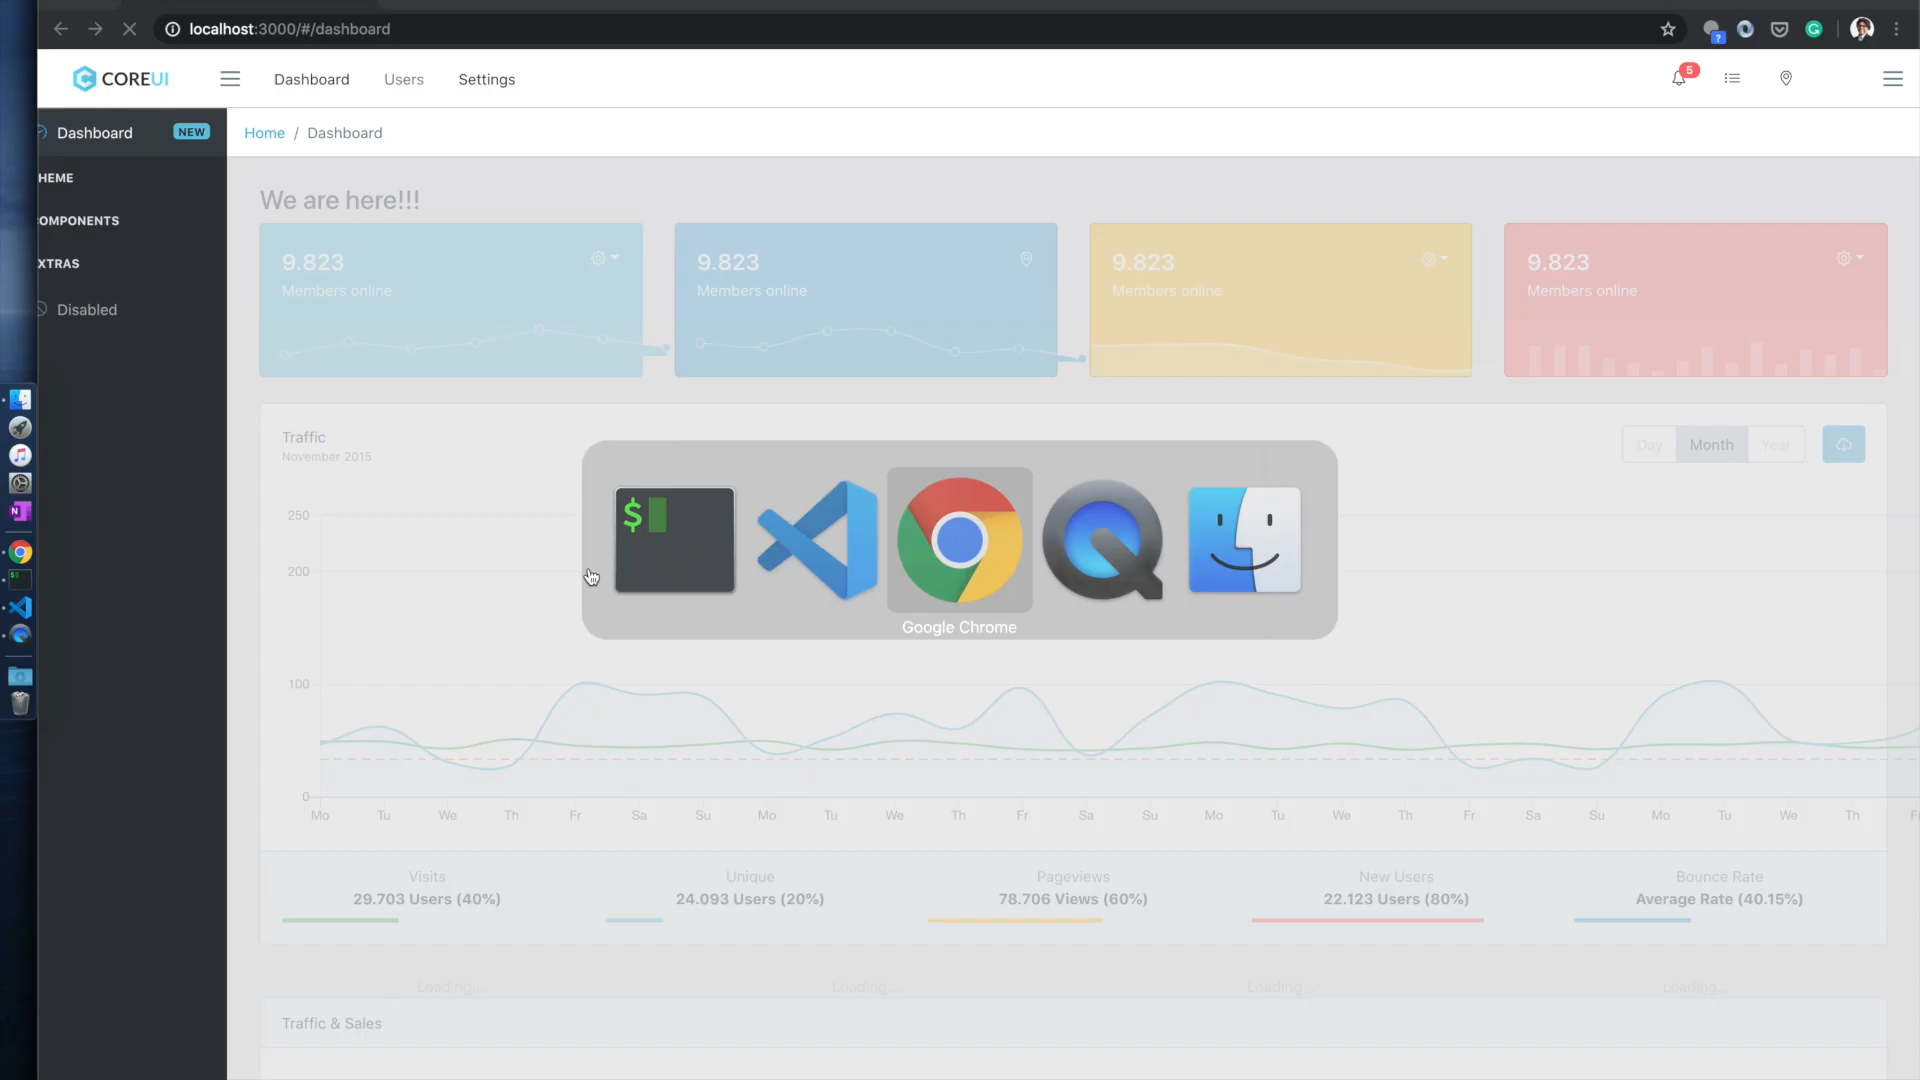 localhost:3000/#/dashboard
?
COREUI
Dashboard
Users
Settings
5
Dashboard
NEW
Home / Dashboard
HEME
OMPONENTS
XTRAS
Disabled
We are here!!!
9.823
Members online
9.823
Members online
9.823
Members online
9.823
Members online
Traffic
November 2015
Day
Month
Year
$
Google Chrome
250
200
100
0
Mo Tu We Th Fr Sa Su Mo Tu We Th Fr Sa Su Mo Tu We Th Fr Sa Su Mo Tu We Th F
Visits
29.703 Users (40%)
Unique
24.093 Users (20%)
Pageviews
78.706 Views (60%)
New Users
22.123 Users (80%)
Bounce Rate
Average Rate (40.15%)
Loading...
Loading...
Loading...
Loading...
Traffic & Sales